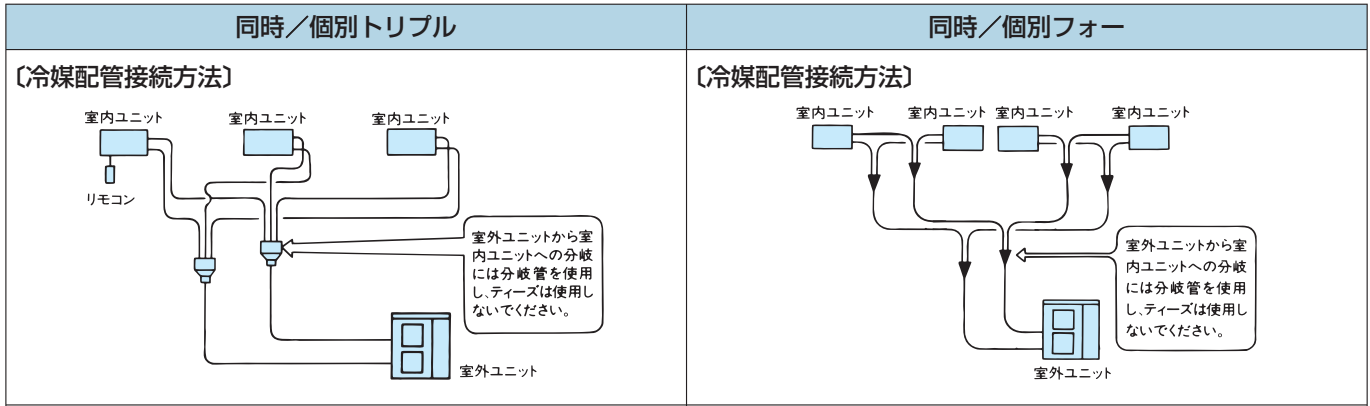 同時／個別トリプル
〔冷媒配管接続方法〕
室内ユニット
室内ユニット
室内ユニット
リモコン
室外ユニットから室
内ユニットへの分岐
には分岐管を使用
し、ティーズは使用し
ないでください。
室外ユニット
同時／個別フォー
〔冷媒配管接続方法〕
室内ユニット
室内ユニット
室内ユニット
室内ユニット
室外ユニットから室
内ユニットへの分岐
には分岐管を使用
し、ティーズは使用し
ないでください。
室外ユニット